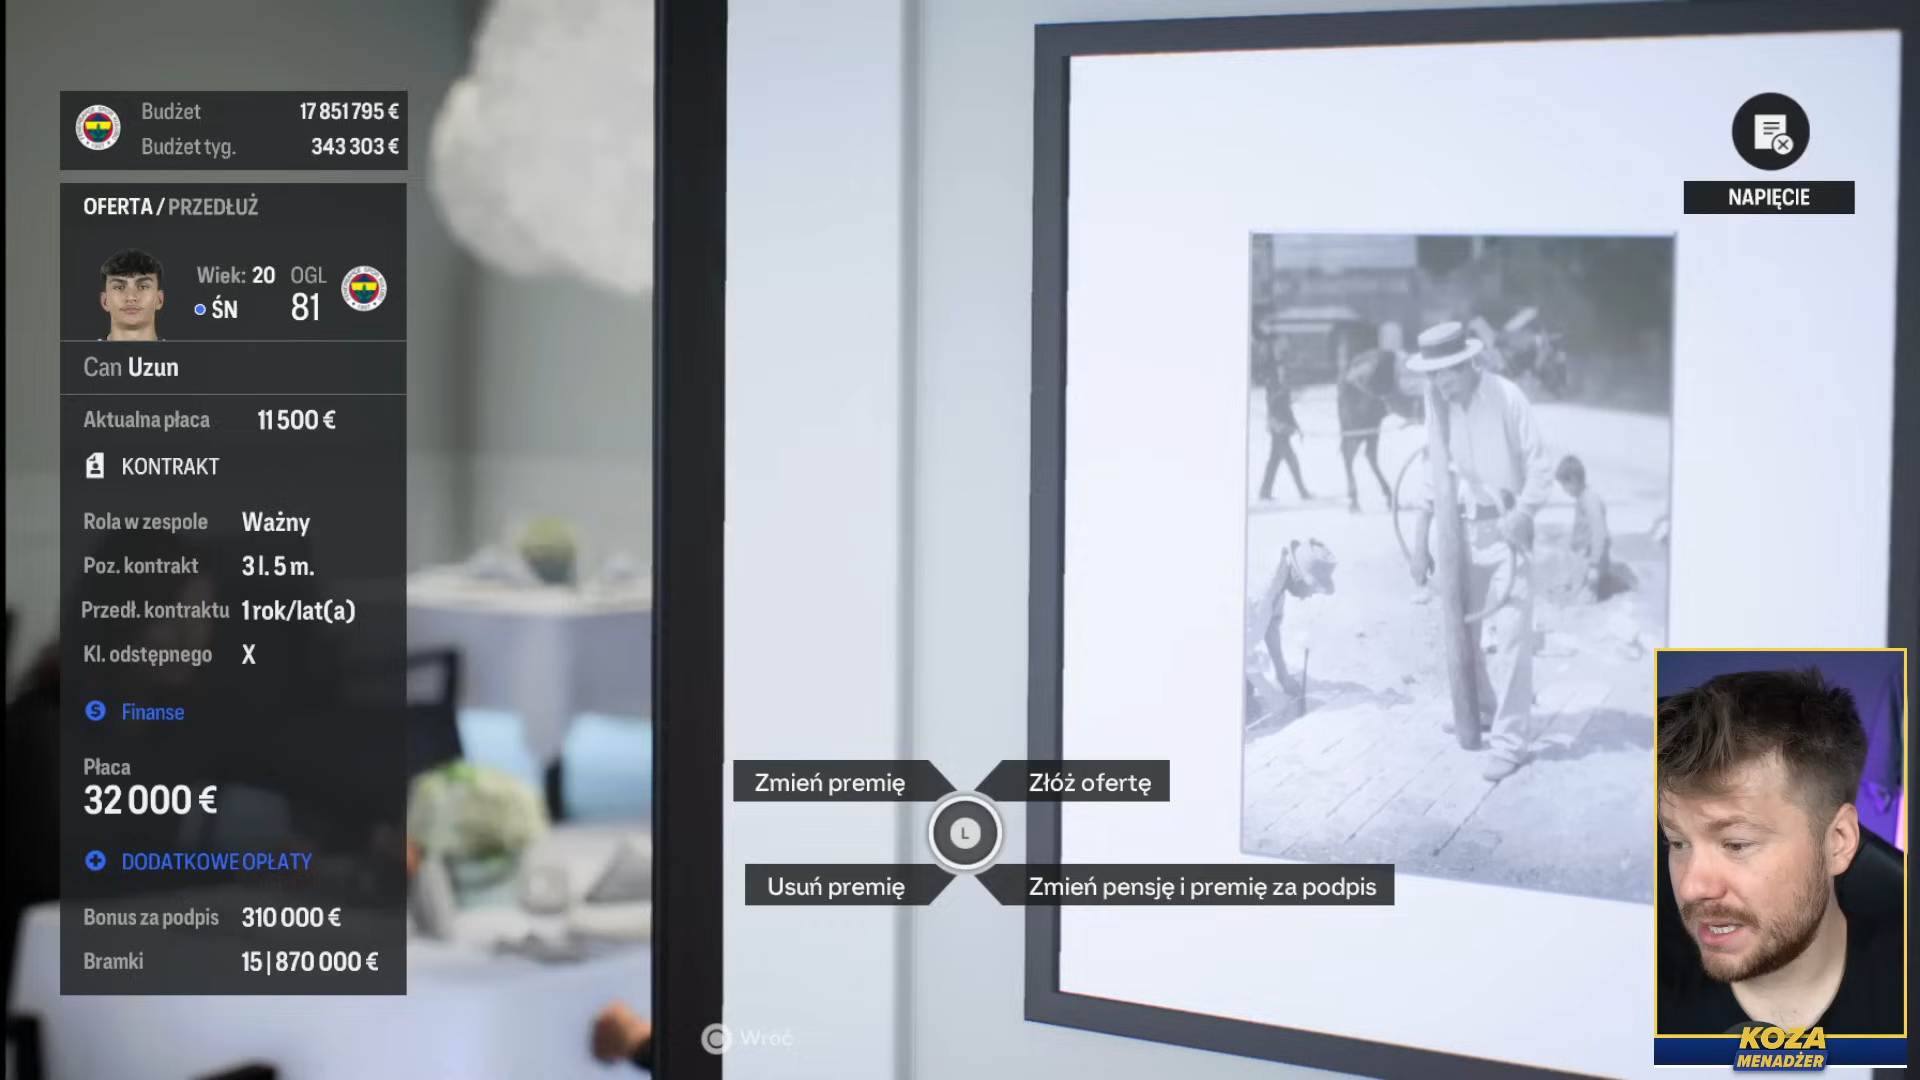 Budżet 17 851 795 €
Budżet tyg. 343 303 €
OFERTA / PRZEDŁUŻ
Wiek: 20 OGL
ŚN 81
Can Uzun
Aktualna płaca 11 500 €
KONTRAKT
Rola w zespole Ważny
Poz. kontrakt 3 l. 5 m.
Przedł. kontraktu 1 rok/lat(a)
Kl. odstępnego X
Finanse
Płaca
32 000 €
DODATKOWE OPŁATY
Bonus za podpis 310 000 €
Bramki 15 | 870 000 €
NAPIĘCIE
Zmień premię
Złóż ofertę
L
Usuń premię
Zmień pensję i premię za podpis
Wróć
KOZA
MENADŻER